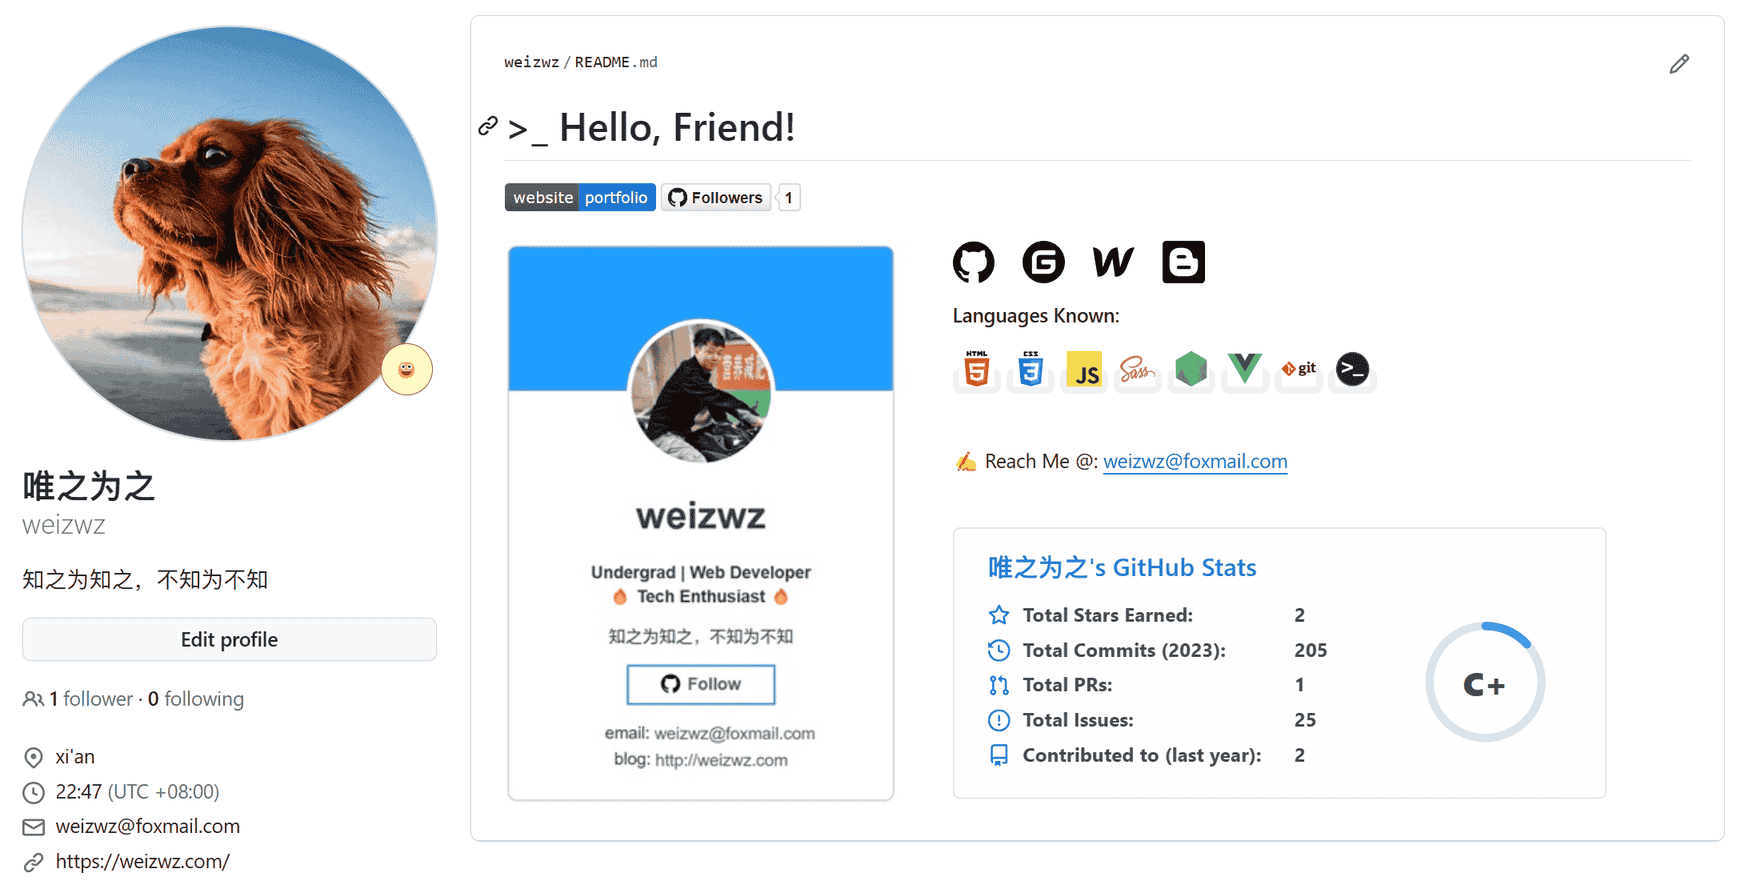 唯之为之
weizwz
知之为知之，不知为不知
Edit profile
1 follower · 0 following
xi'an
22:47 (UTC +08:00)
weizwz@foxmail.com
https://weizwz.com/
weizwz/README.md
>_ Hello, Friend!
website portfolio Followers 1
weizwz
Undergrad | Web Developer
🔥 Tech Enthusiast 🔥
知之为知之，不知为不知
Follow
email: weizwz@foxmail.com
blog: http://weizwz.com
Languages Known:
HTML 5 CSS 3 JS Sass git >_
✍️ Reach Me @: weizwz@foxmail.com
唯之为之's GitHub Stats
Total Stars Earned: 2
Total Commits (2023): 205
Total PRs: 1
Total Issues: 25
Contributed to (last year): 2
C+